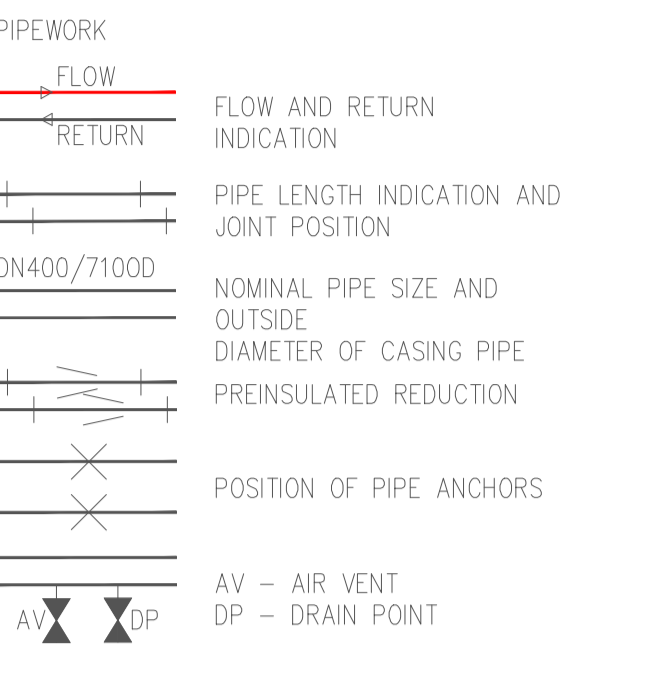 PIPEWORK
FLOW
RETURN
FLOW AND RETURN
INDICATION
PIPE LENGTH INDICATION AND
JOINT POSITION
DN400/710OD
NOMINAL PIPE SIZE AND
OUTSIDE
DIAMETER OF CASING PIPE
PREINSULATED REDUCTION
POSITION OF PIPE ANCHORS
AV – AIR VENT
DP – DRAIN POINT
AV DP